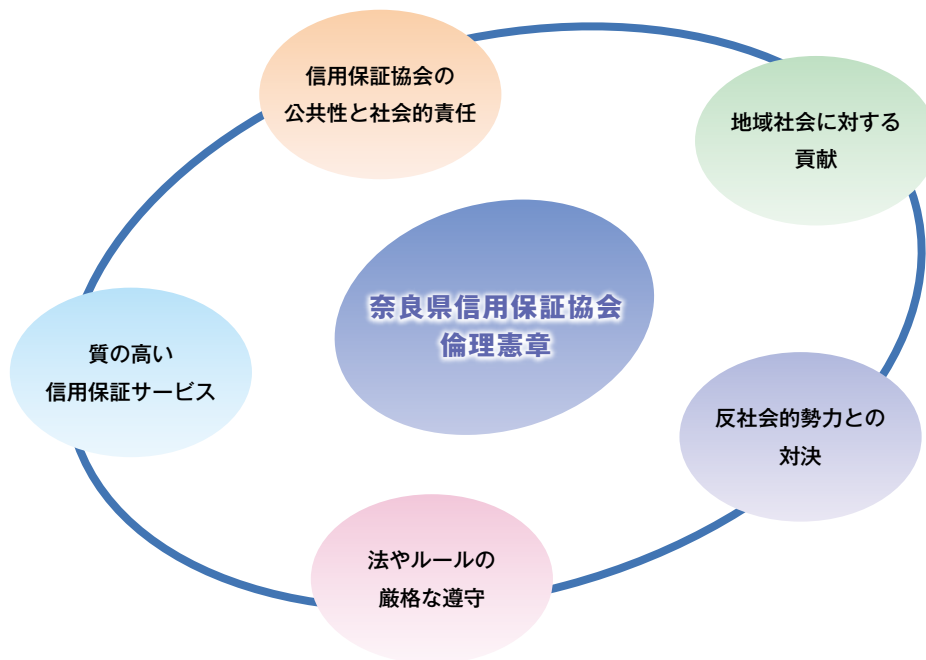 信用保証協会の
公共性と社会的責任
地域社会に対する
貢献
奈良県信用保証協会
倫理憲章
質の高い
信用保証サービス
反社会的勢力との
対決
法やルールの
厳格な遵守